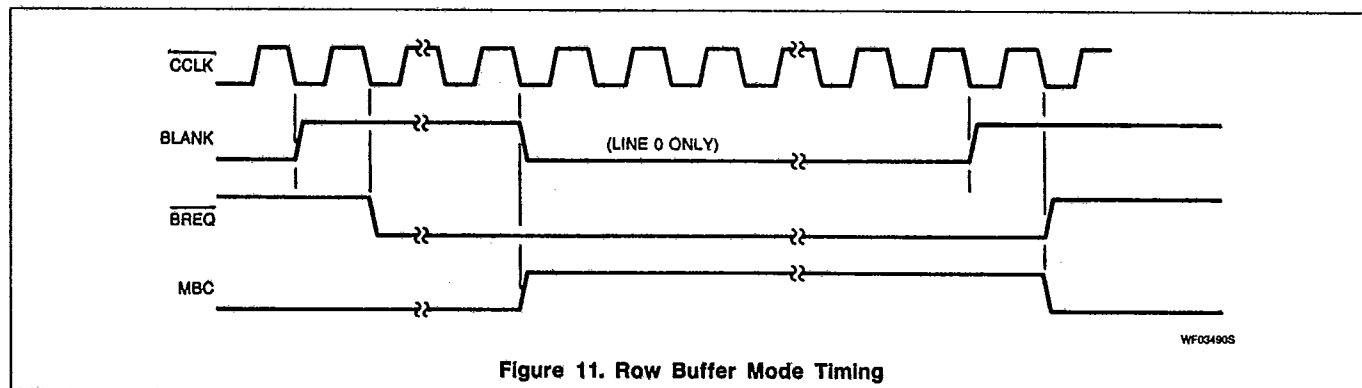 CCLK
BLANK
(LINE 0 ONLY)
BREQ
MBC
WF03490S
Figure 11. Row Buffer Mode Timing